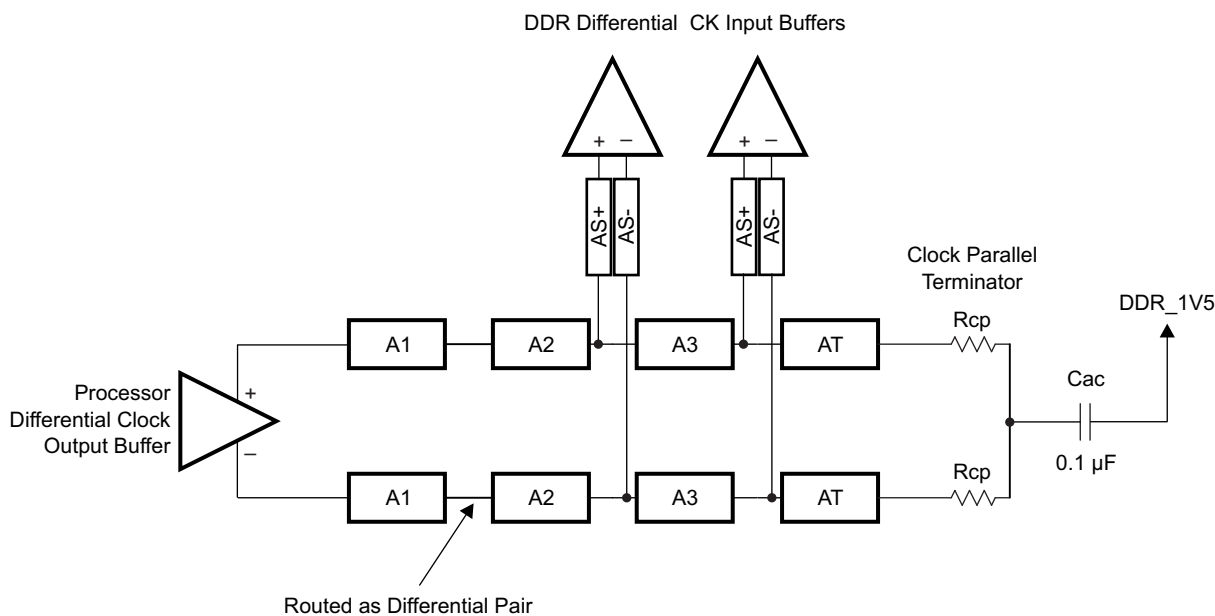 DDR Differential CK Input Buffers
+ – + –
AS+ AS- AS+ AS-
Clock Parallel
Terminator
DDR_1V5
Rcp
A1 A2 A3 AT
Cac
0.1 µF
Processor
Differential Clock
Output Buffer
+
–
Rcp
A1 A2 A3 AT
Routed as Differential Pair